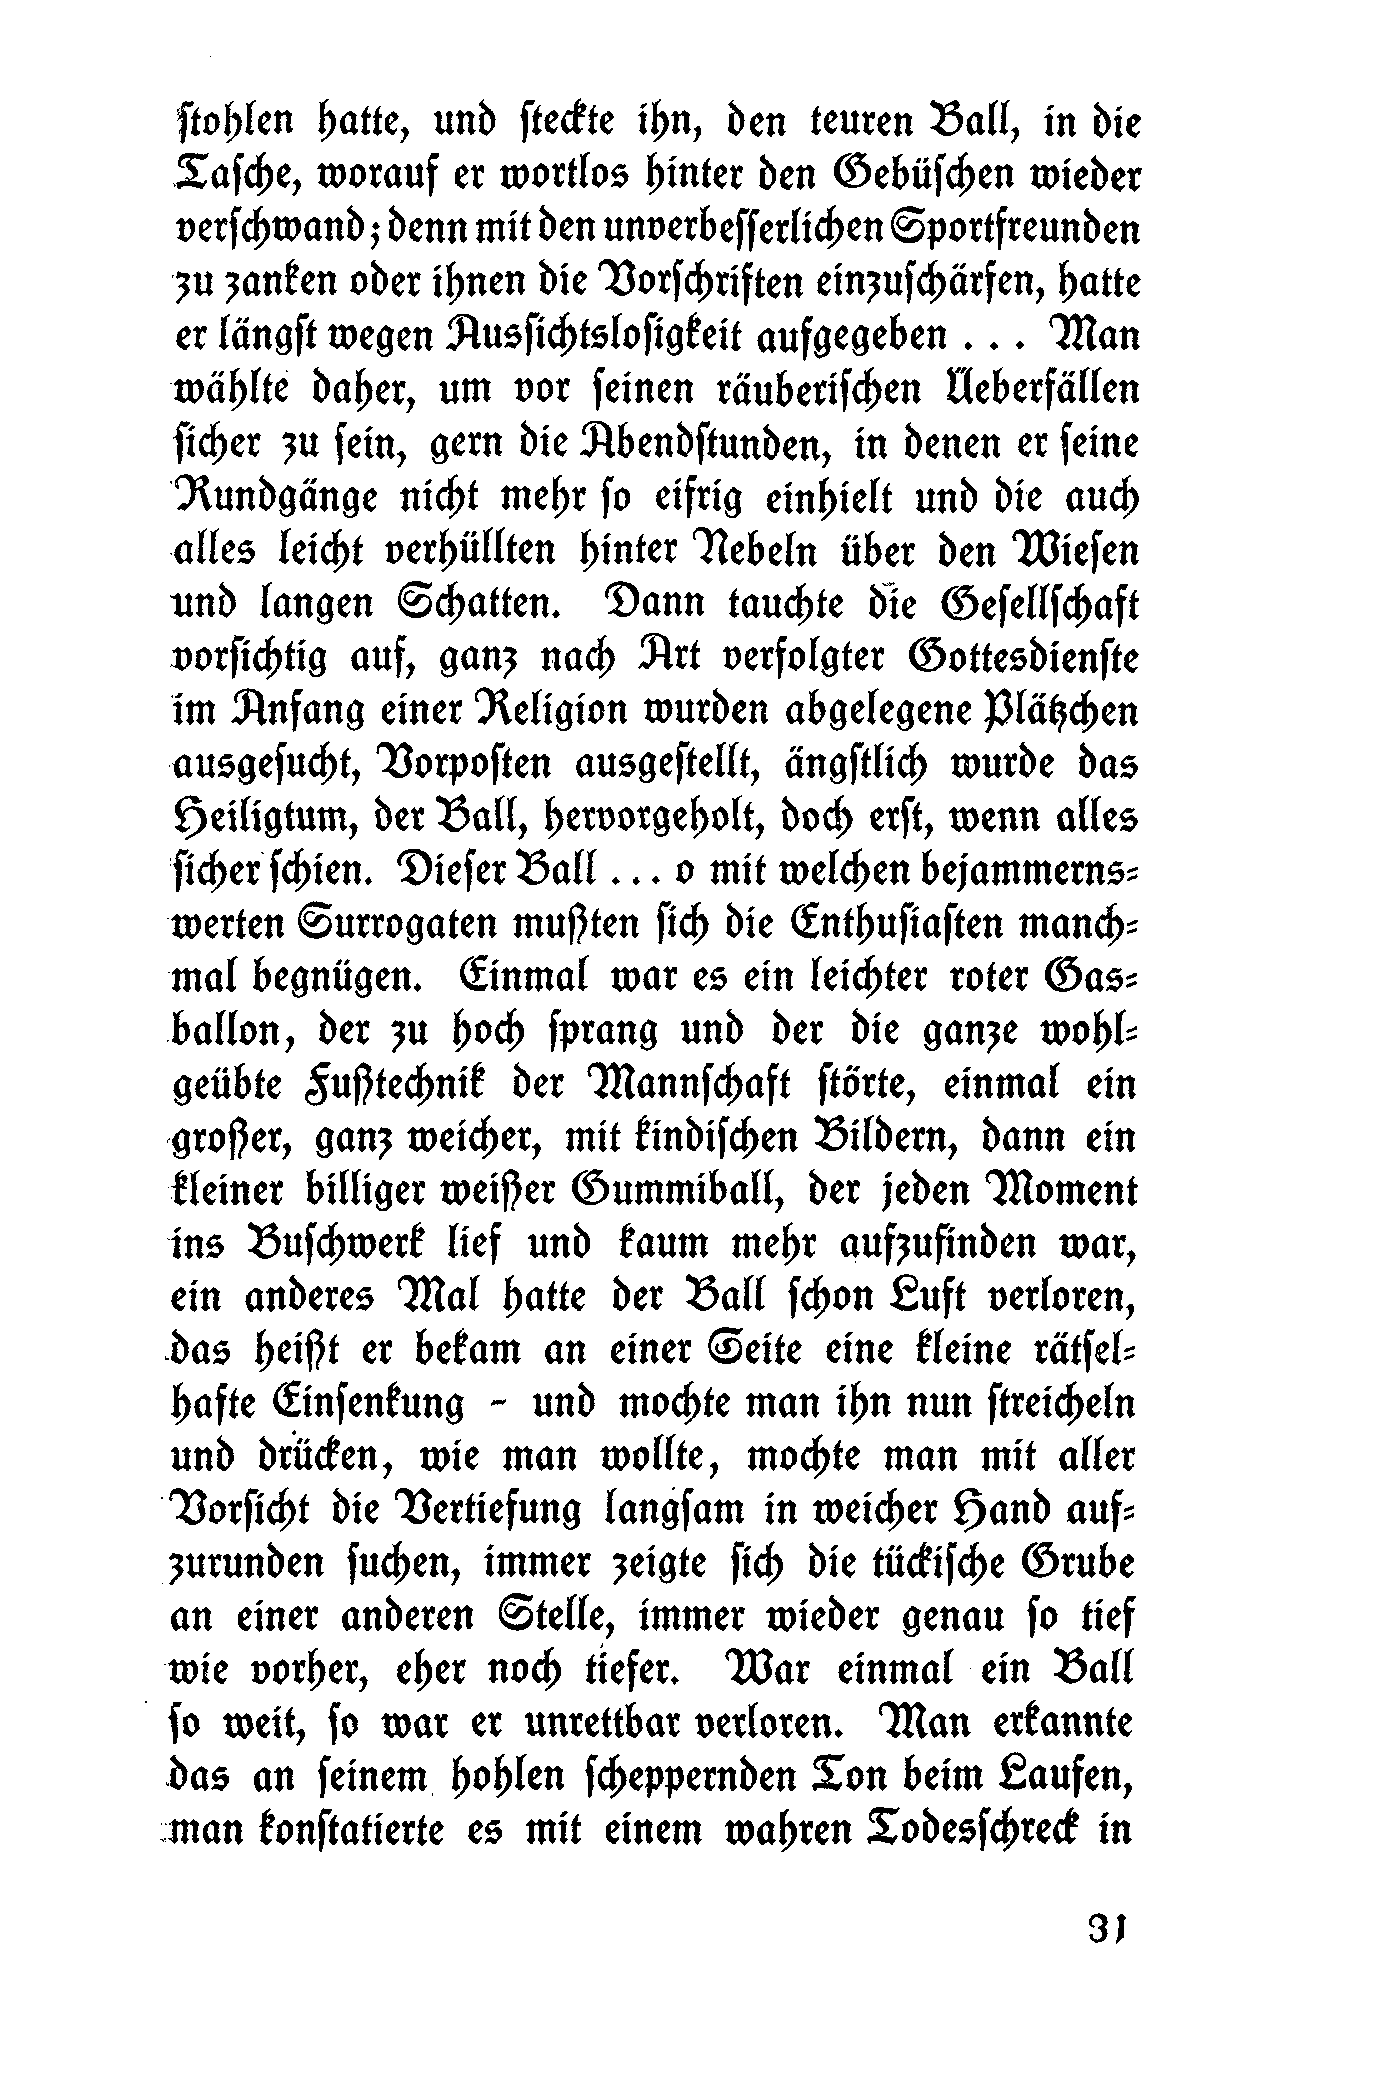 ſtohlen hatte, und ſteckte ihn, den teuren Ball, in die
Taſche, worauf er wortlos hinter den Gebüſchen wieder
verſchwand; denn mit den unverbeſſerlichen Sportfreunden
zu zanken oder ihnen die Vorſchriften einzuſchärfen, hatte
er längſt wegen Ausſichtsloſigkeit aufgegeben . . . Man
wählte daher, um vor ſeinen räuberiſchen Üeberfällen
ſicher zu ſein, gern die Abendſtunden, in denen er ſeine
Rundgänge nicht mehr ſo eifrig einhielt und die auch
alles leicht verhüllten hinter Nebeln über den Wieſen
und langen Schatten. Dann tauchte die Geſellſchaft
vorſichtig auf, ganz nach Art verfolgter Gottesdienſte
im Anfang einer Religion wurden abgelegene Plätzchen
ausgeſucht, Vorpoſten ausgeſtellt, ängſtlich wurde das
Heiligtum, der Ball, hervorgeholt, doch erſt, wenn alles
ſicher ſchien. Dieſer Ball . . . o mit welchen bejammerns⸗
werten Surrogaten mußten ſich die Enthuſiaſten manch⸗
mal begnügen. Einmal war es ein leichter roter Gas⸗
ballon, der zu hoch ſprang und der die ganze wohl⸗
geübte Fußtechnik der Mannſchaft ſtörte, einmal ein
großer, ganz weicher, mit kindiſchen Bildern, dann ein
kleiner billiger weißer Gummiball, der jeden Moment
ins Buſchwerk lief und kaum mehr aufzufinden war,
ein anderes Mal hatte der Ball ſchon Luft verloren,
das heißt er bekam an einer Seite eine kleine rätſel⸗
hafte Einſenkung - und mochte man ihn nun ſtreicheln
und drücken, wie man wollte, mochte man mit aller
Vorſicht die Vertiefung langſam in weicher Hand auf⸗
zurunden ſuchen, immer zeigte ſich die tückiſche Grube
an einer anderen Stelle, immer wieder genau ſo tief
wie vorher, eher noch tiefer. War einmal ein Ball
ſo weit, ſo war er unrettbar verloren. Man erkannte
das an ſeinem hohlen ſcheppernden Ton beim Laufen,
man konſtatierte es mit einem wahren Todesſchreck in
31